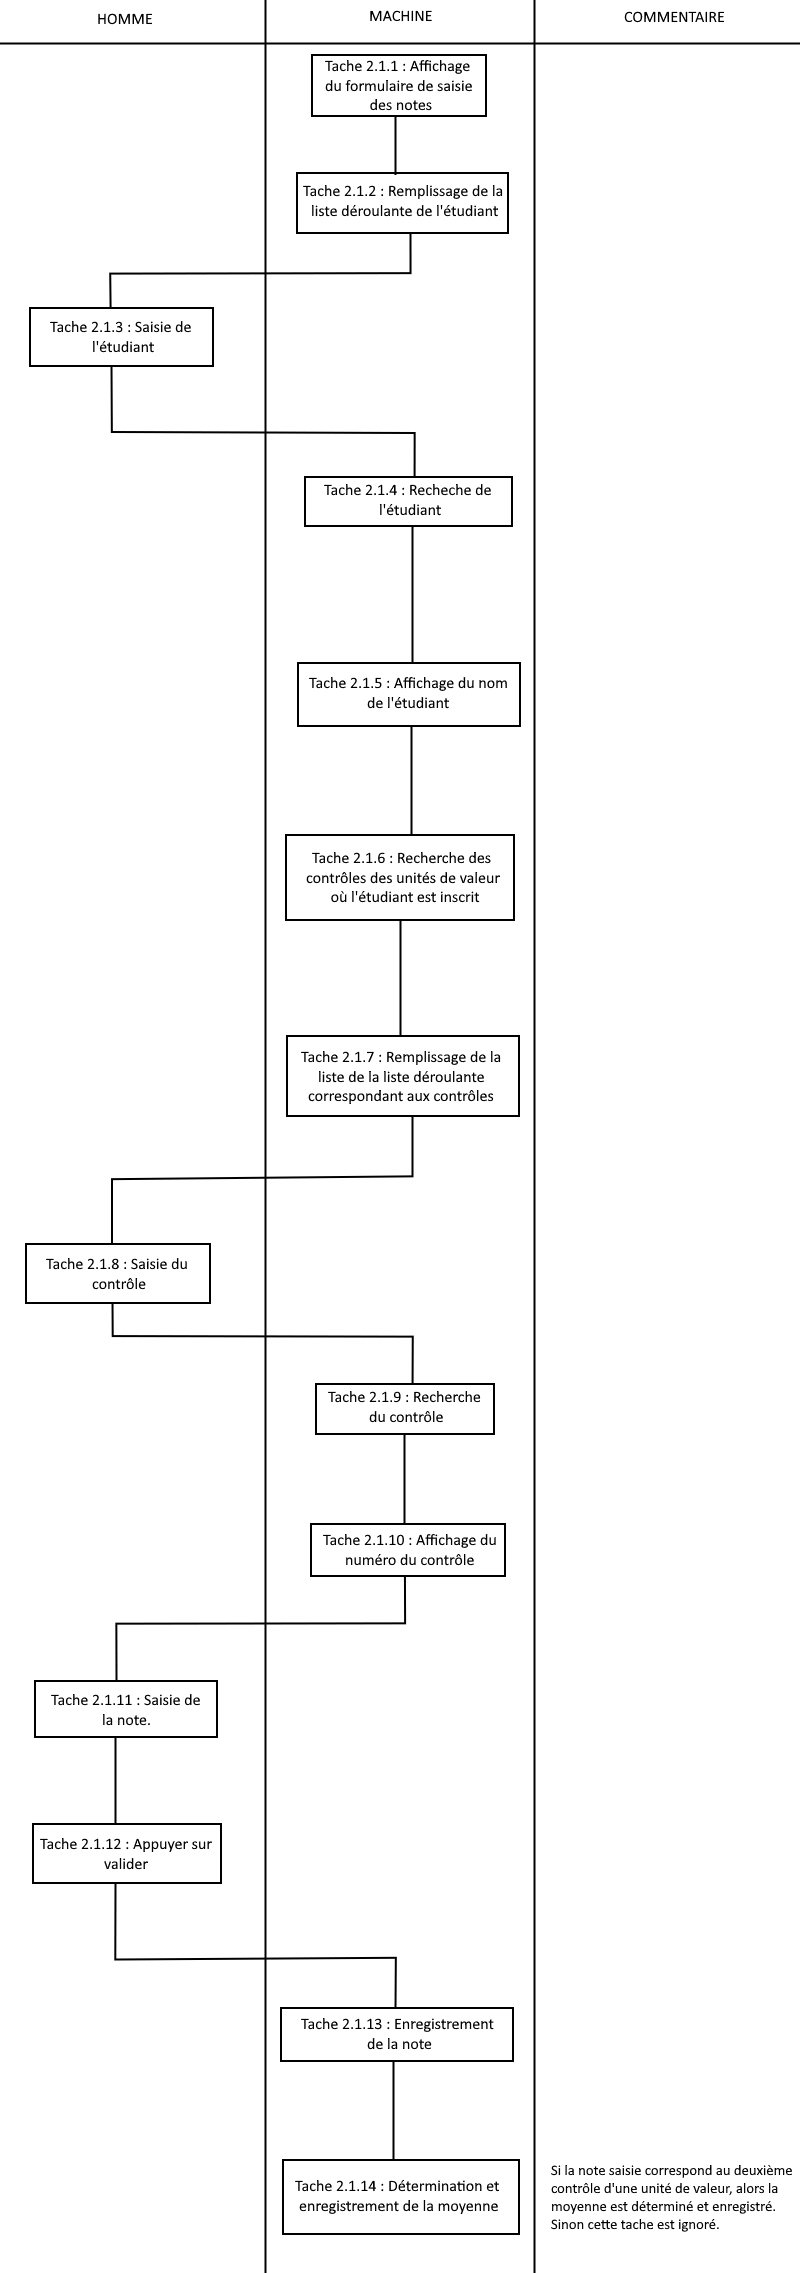 HOMME
MACHINE
COMMENTAIRE
Tache 2.1.1 : Affichage
du formulaire de saisie
des notes
Tache 2.1.2 : Remplissage de la
liste déroulante de l'étudiant
Tache 2.1.3 : Saisie de
l'étudiant
Tache 2.1.4 : Recheche de
l'étudiant
Tache 2.1.5 : Affichage du nom
de l'étudiant
Tache 2.1.6 : Recherche des
contrôles des unités de valeur
où l'étudiant est inscrit
Tache 2.1.7 : Remplissage de la
liste de la liste déroulante
correspondant aux contrôles
Tache 2.1.8 : Saisie du
contrôle
Tache 2.1.9 : Recherche
du contrôle
Tache 2.1.10 : Affichage du
numéro du contrôle
Tache 2.1.11 : Saisie de
la note.
Tache 2.1.12 : Appuyer sur
valider
Tache 2.1.13 : Enregistrement
de la note
Tache 2.1.14 : Détermination et
enregistrement de la moyenne
Si la note saisie correspond au deuxième
contrôle d'une unité de valeur, alors la
moyenne est déterminé et enregistré.
Sinon cette tache est ignoré.